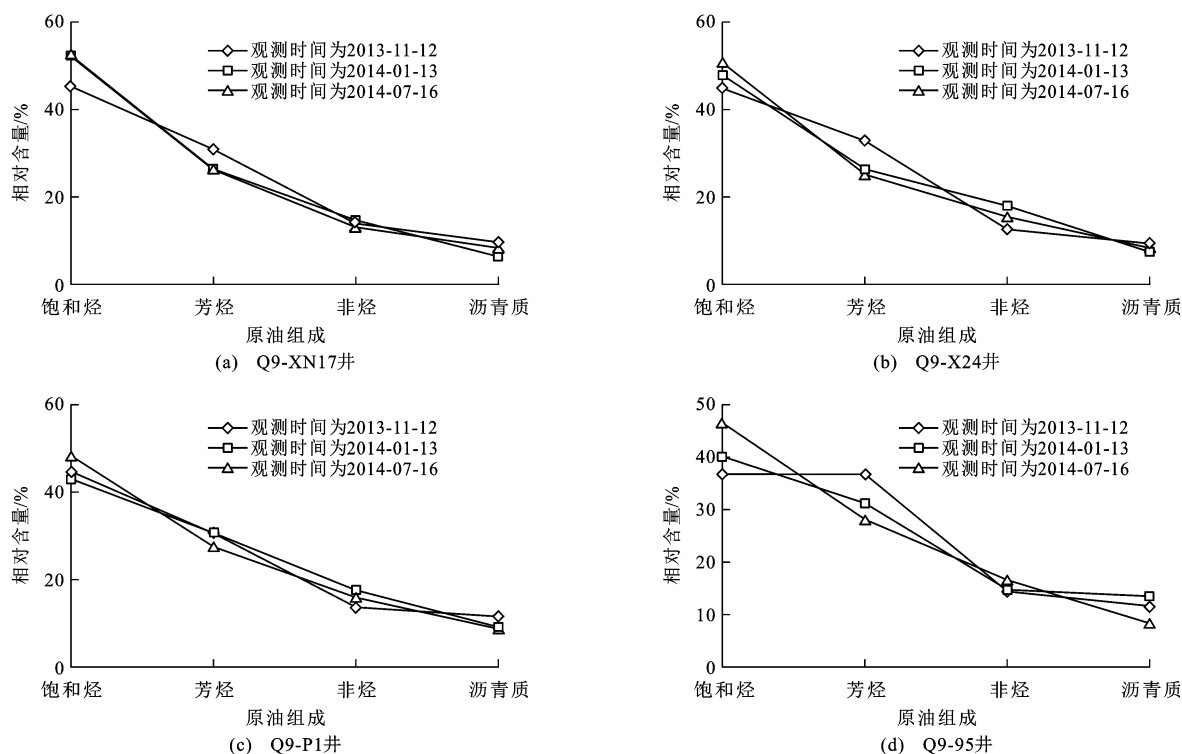 60
40
20
0
相对含量/%
观测时间为2013-11-12
观测时间为2014-01-13
观测时间为2014-07-16
饱和烃 芳烃 非烃 沥青质
原油组成
(a) Q9-XN17井
60
40
20
0
相对含量/%
观测时间为2013-11-12
观测时间为2014-01-13
观测时间为2014-07-16
饱和烃 芳烃 非烃 沥青质
原油组成
(b) Q9-X24井
60
40
20
0
相对含量/%
观测时间为2013-11-12
观测时间为2014-01-13
观测时间为2014-07-16
饱和烃 芳烃 非烃 沥青质
原油组成
(c) Q9-P1井
50
40
30
20
10
0
相对含量/%
观测时间为2013-11-12
观测时间为2014-01-13
观测时间为2014-07-16
饱和烃 芳烃 非烃 沥青质
原油组成
(d) Q9-95井